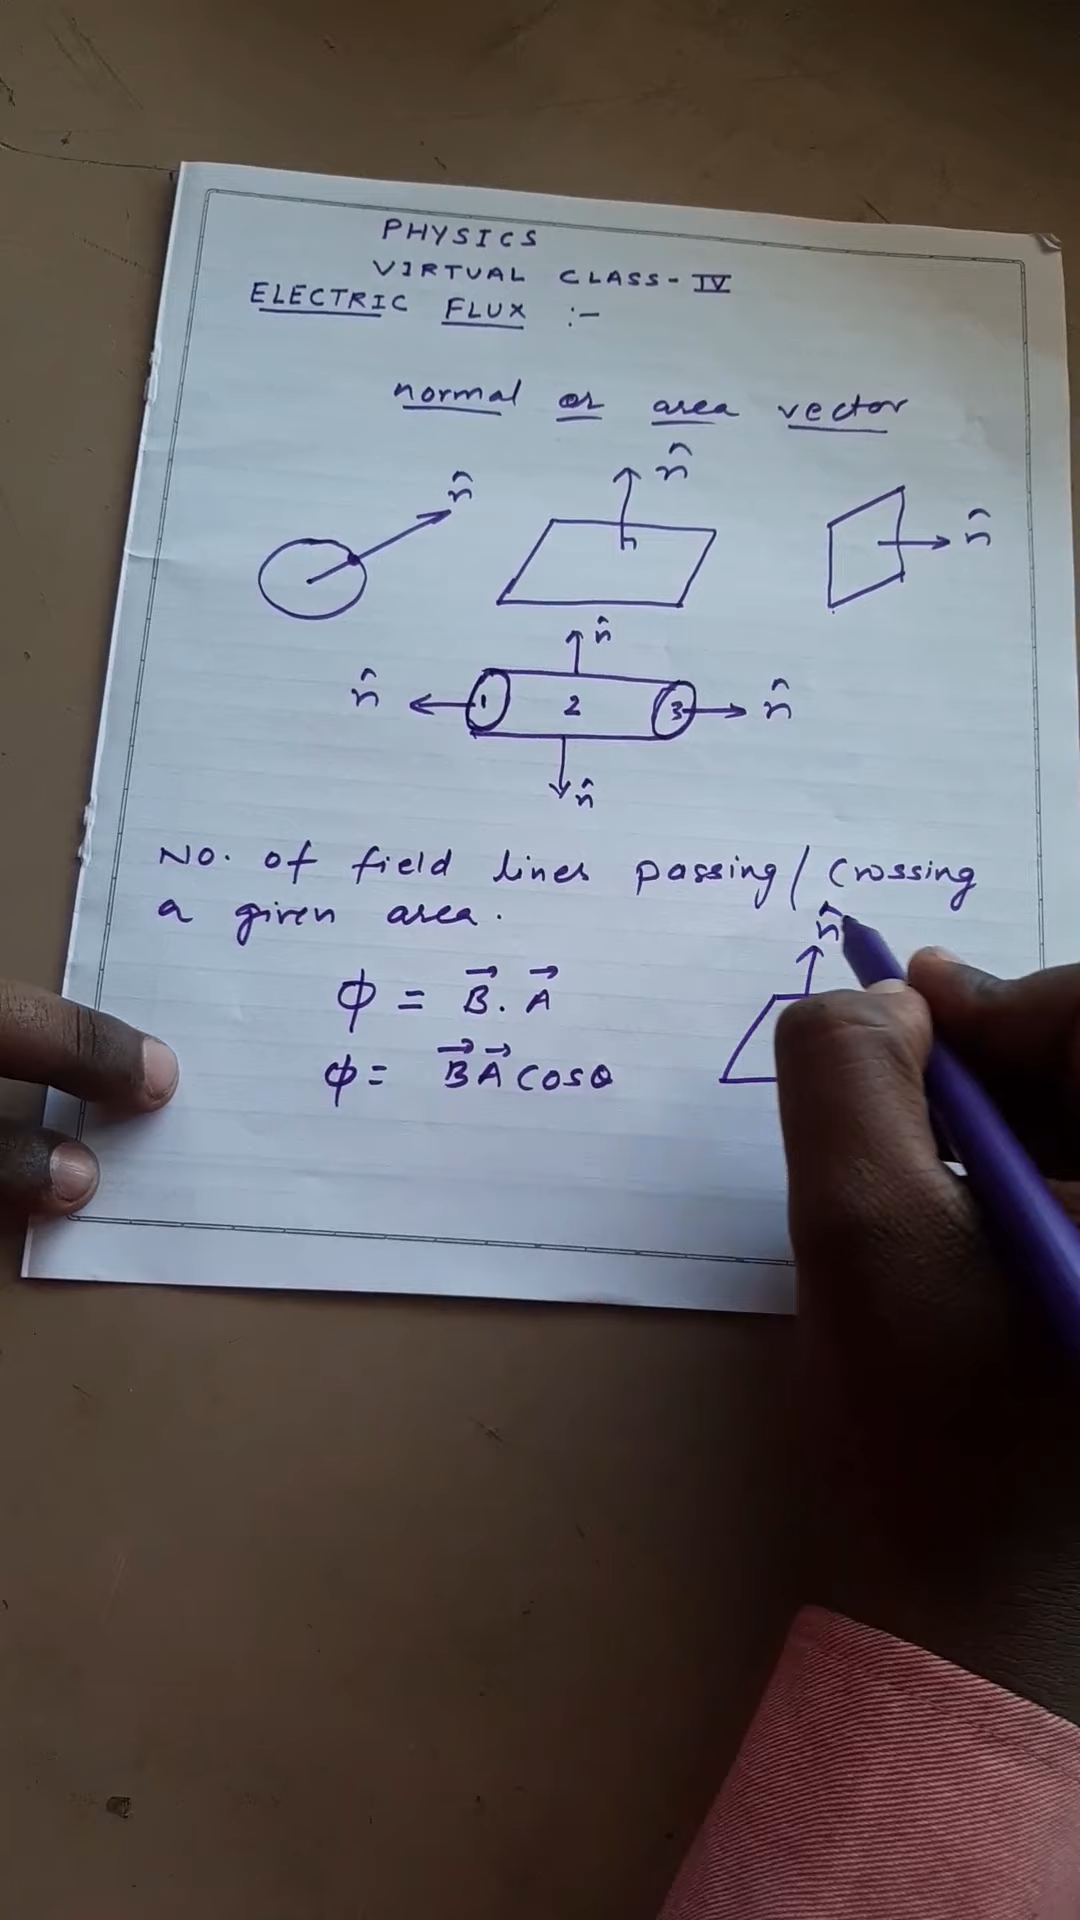 PHYSICS
VIRTUAL CLASS-IV
ELECTRIC FLUX :-
normal or area vector
n̂
n̂
n̂
n̂
n̂ 1 2 3 n̂
n̂
No. of field lines passing/crossing
a given area.
n̂
ϕ = B⃗. A⃗
ϕ= B⃗A⃗ cosθ